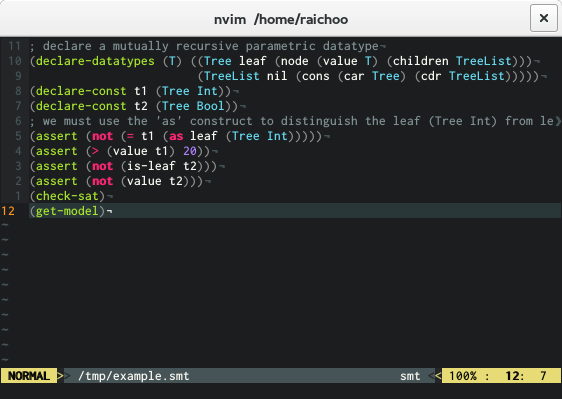 nvim /home/raichoo
11 ; declare a mutually recursive parametric datatype¬
10 (declare-datatypes (T) ((Tree leaf (node (value T) (children TreeList)))¬
9 (TreeList nil (cons (car Tree) (cdr TreeList)))))¬
8 (declare-const t1 (Tree Int))¬
7 (declare-const t2 (Tree Bool))¬
6 ; we must use the 'as' construct to distinguish the leaf (Tree Int) from le
5 (assert (not (= t1 (as leaf (Tree Int)))))¬
4 (assert (> (value t1) 20))¬
3 (assert (not (is-leaf t2)))¬
2 (assert (not (value t2)))¬
1 (check-sat)¬
12 (get-model)¬
~
~
~
~
~
~
~
~
~
~
NORMAL /tmp/example.smt smt 100% : 12: 7